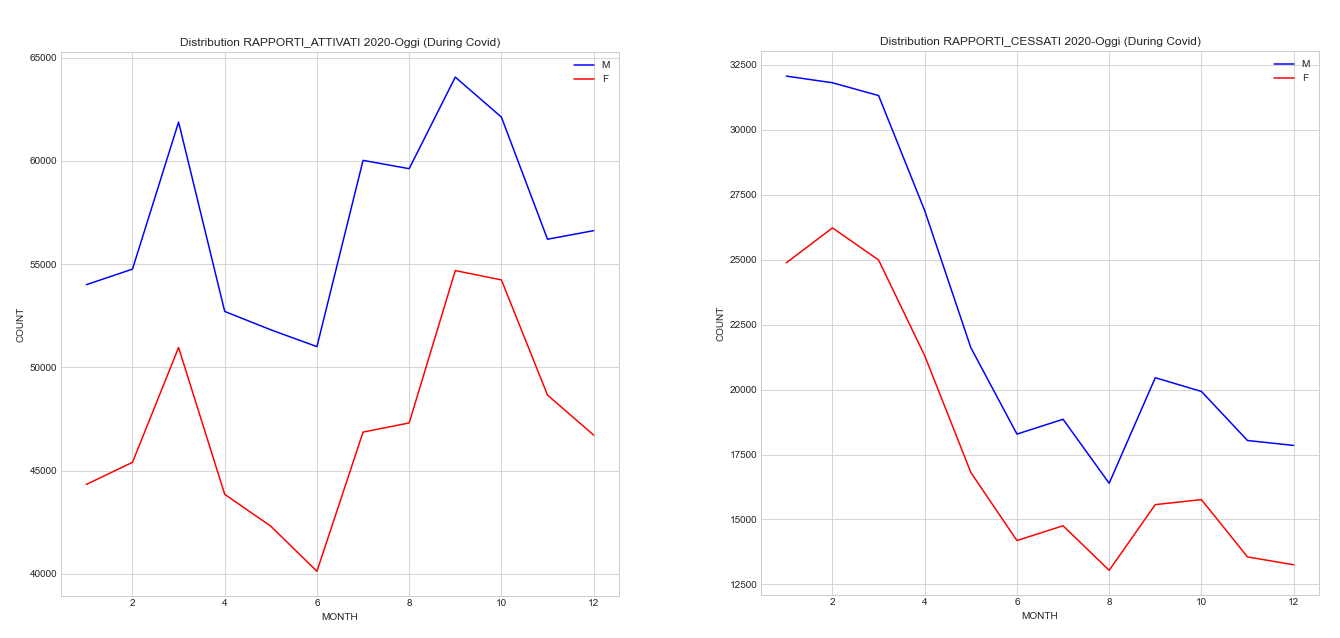 Distribution RAPPORTI_ATTIVATI 2020-Oggi (During Covid)
65000
60000
55000
50000
45000
40000
COUNT
2
4
6
8
10
12
MONTH
M
F
Distribution RAPPORTI_CESSATI 2020-Oggi (During Covid)
32500
30000
27500
25000
22500
20000
17500
15000
12500
COUNT
2
4
6
8
10
12
MONTH
M
F